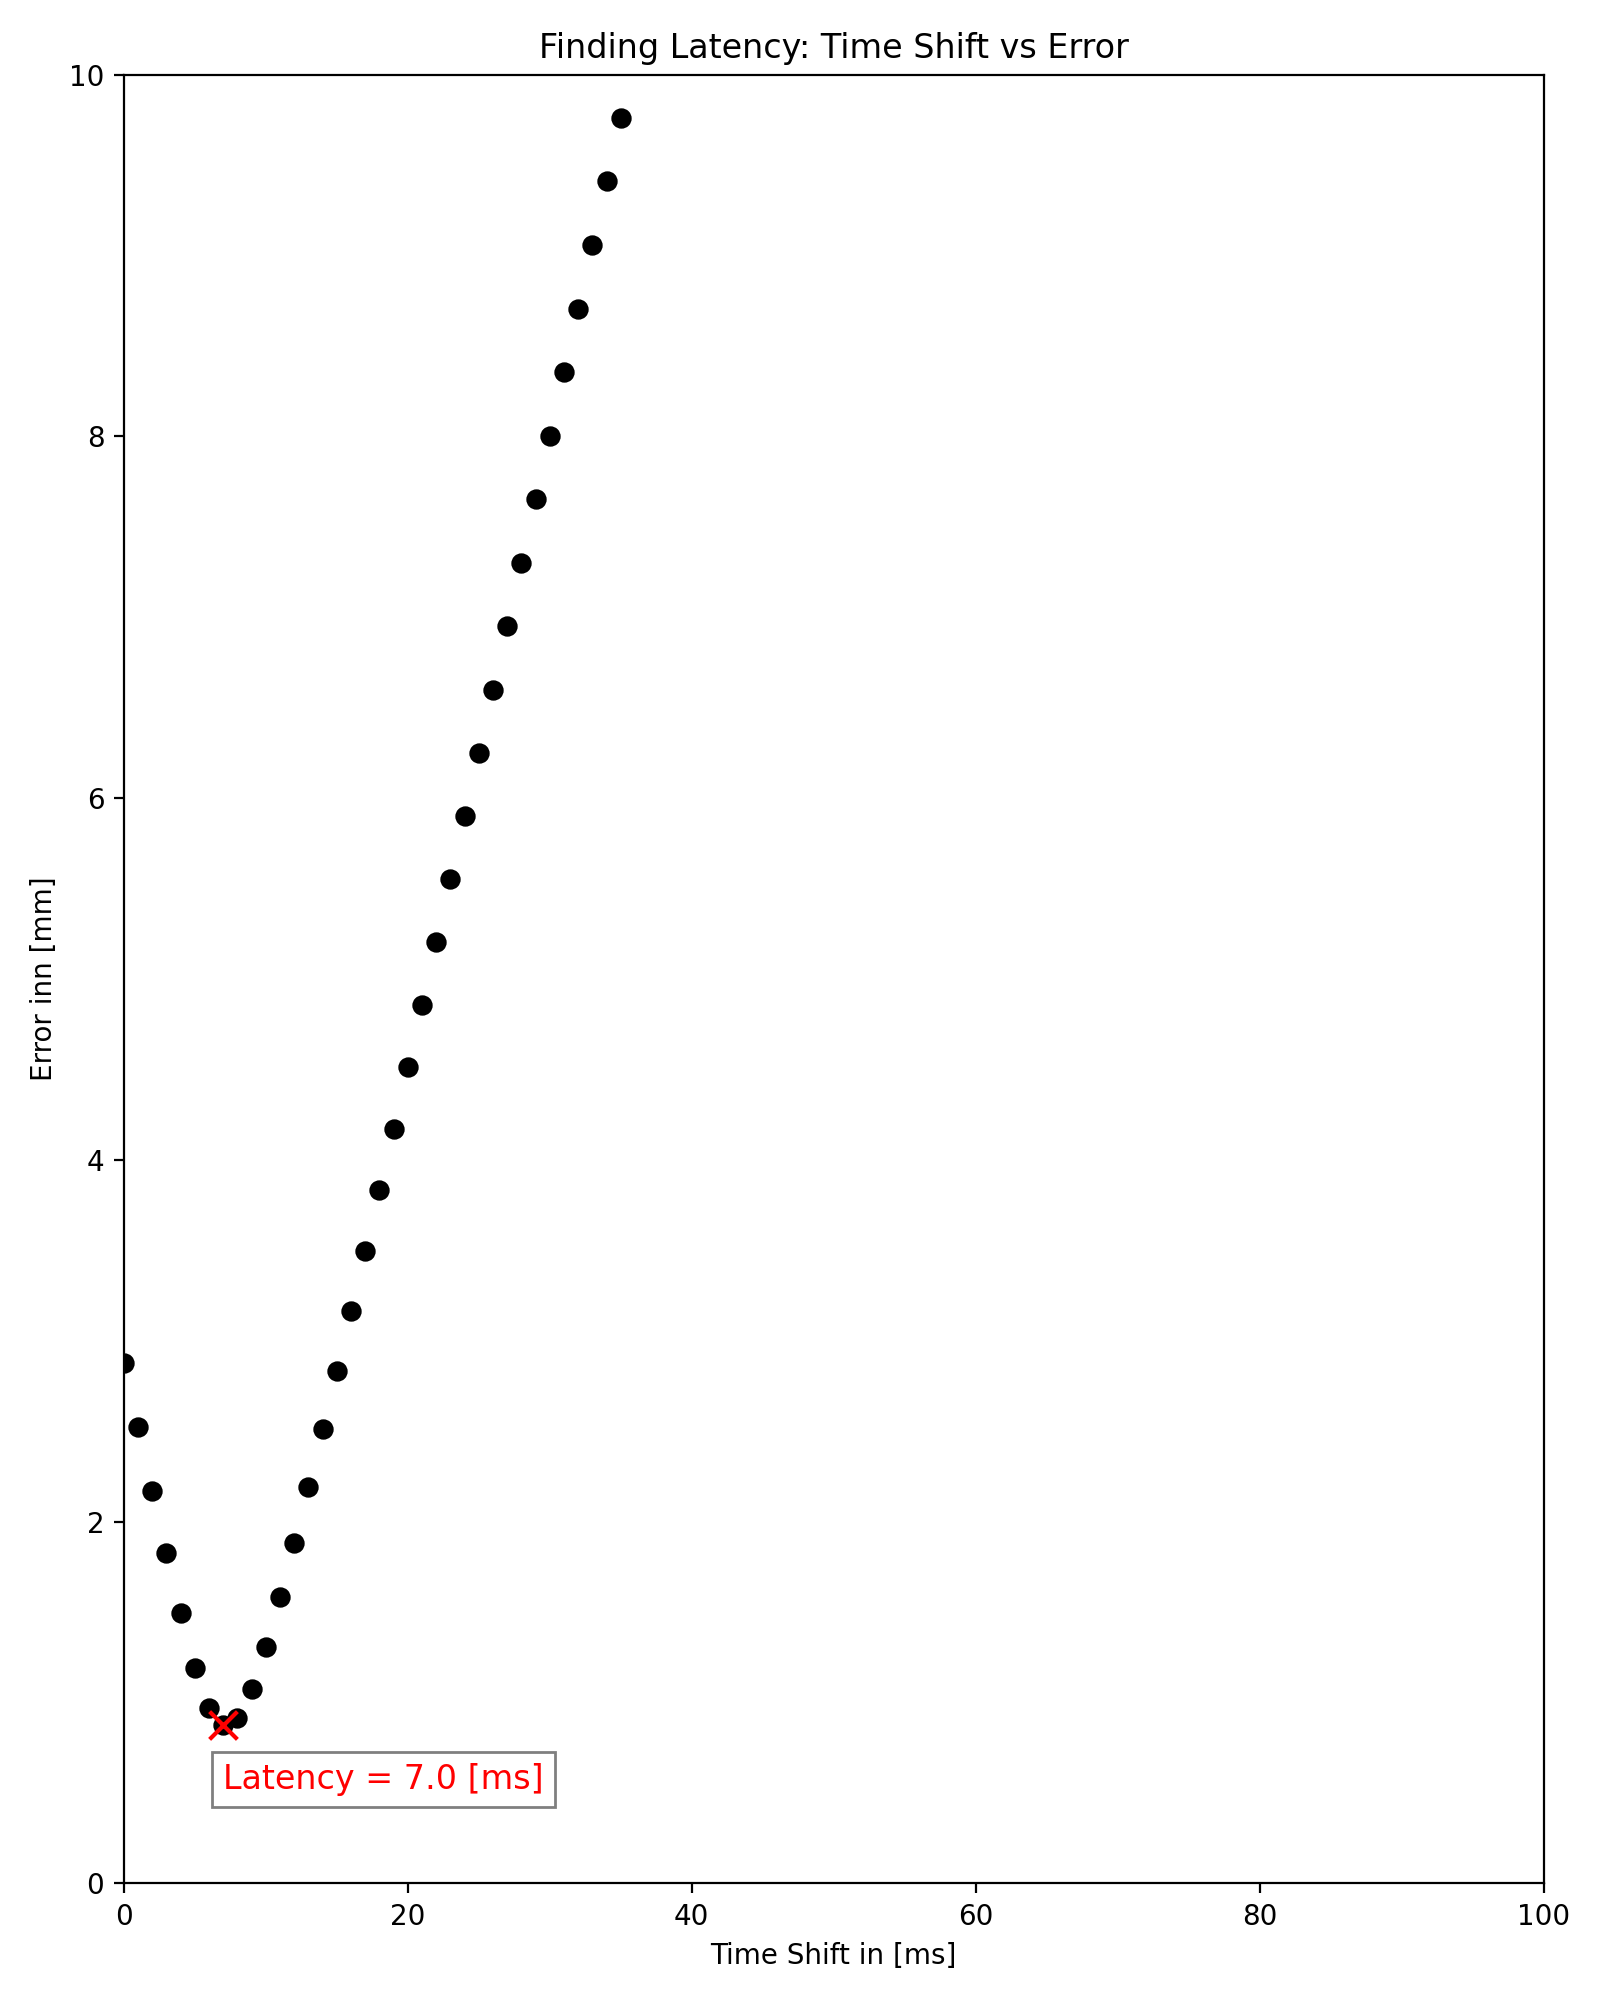 Finding Latency: Time Shift vs Error
10
8
6
4
2
0
Error inn [mm]
Latency = 7.0 [ms]
0 20 40 60 80 100
Time Shift in [ms]